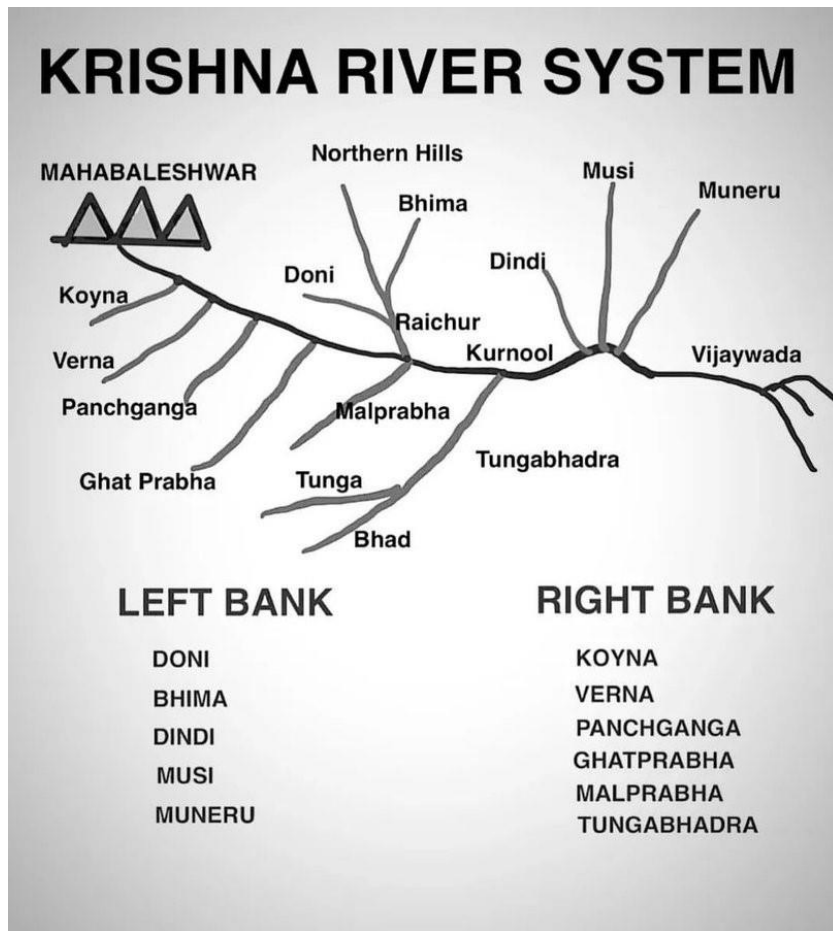 KRISHNA RIVER SYSTEM
Northern Hills
MAHABALESHWAR
Musi
Muneru
Bhima
Dindi
Doni
Koyna
Raichur
Kurnool
Vijaywada
Verna
Panchganga
Malprabha
Ghat Prabha
Tunga
Tungabhadra
Bhad
LEFT BANK
DONI
BHIMA
DINDI
MUSI
MUNERU
RIGHT BANK
KOYNA
VERNA
PANCHGANGA
GHATPRABHA
MALPRABHA
TUNGABHADRA